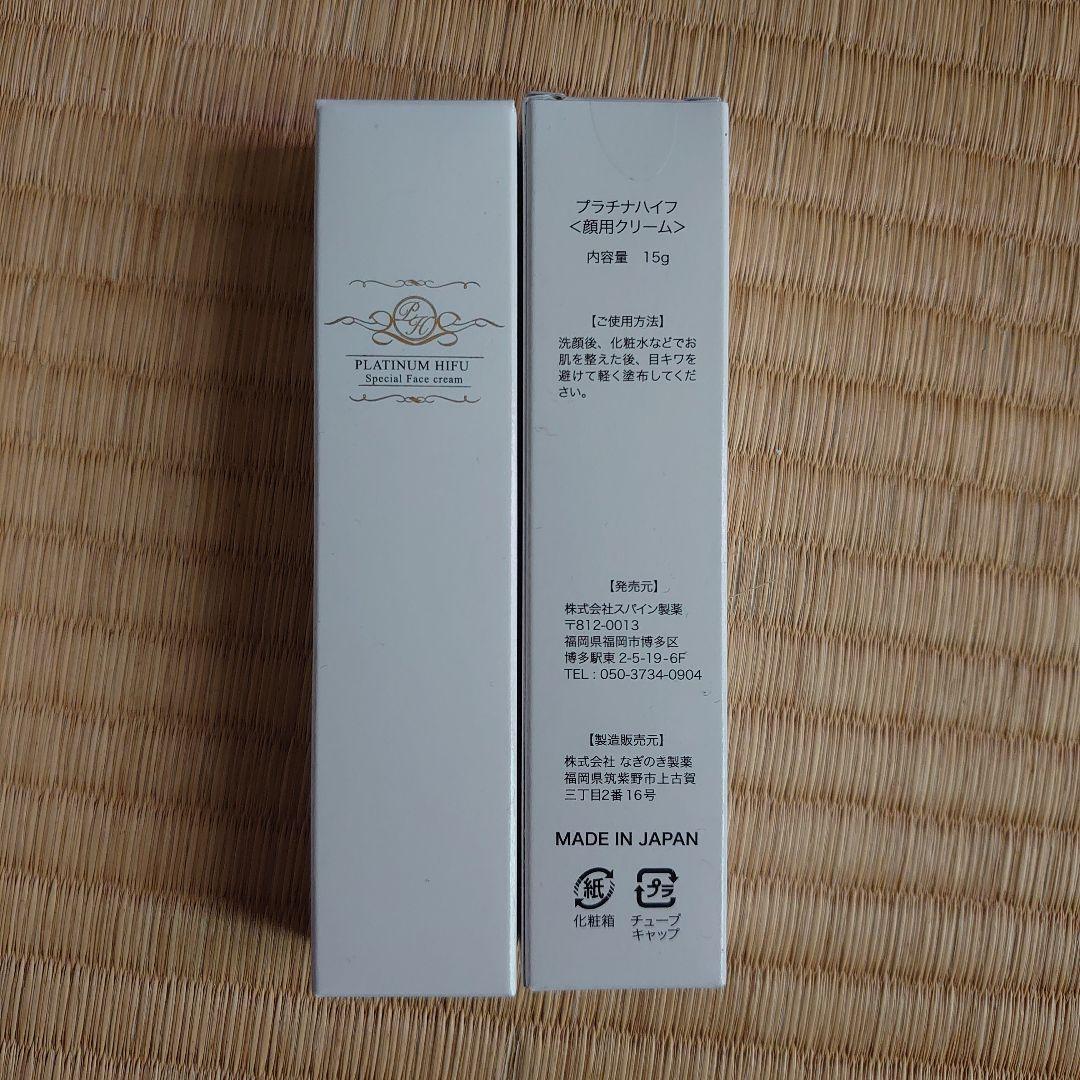 PH
PLATINUM HIFU
Special Face cream
プラチナハイフ
＜顔用クリーム＞
内容量　15g
【ご使用方法】
洗顔後、化粧水などでお
肌を整えた後、目キワを
避けて軽く塗布してくだ
さい。
【発売元】
株式会社スパイン製薬
〒812-0013
福岡県福岡市博多区
博多駅東 2-5-19-6F
TEL : 050-3734-0904
【製造販売元】
株式会社 なぎのき製薬
福岡県筑紫野市上古賀
三丁目2番16号
MADE IN JAPAN
紙 プラ
化粧箱 チューブ
キャップ